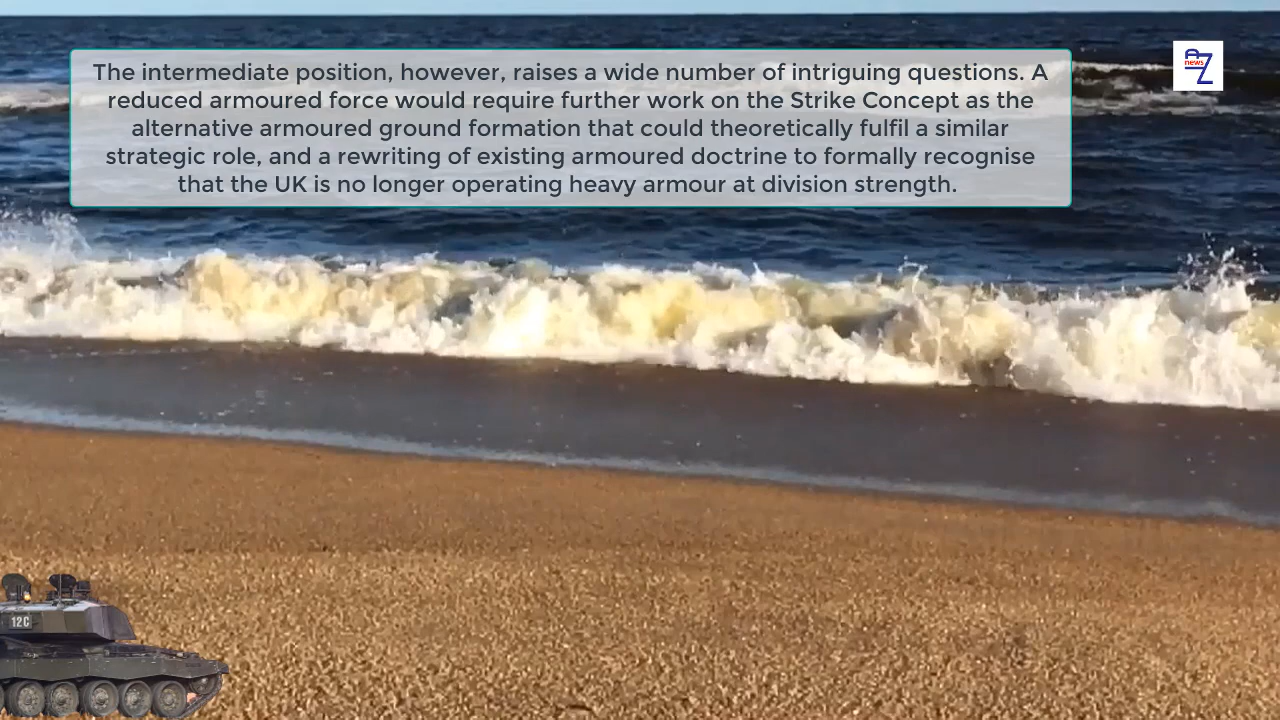 The intermediate position, however, raises a wide number of intriguing questions. A
reduced armoured force would require further work on the Strike Concept as the
alternative armoured ground formation that could theoretically fulfil a similar
strategic role, and a rewriting of existing armoured doctrine to formally recognise
that the UK is no longer operating heavy armour at division strength.
A
news
Z
12C